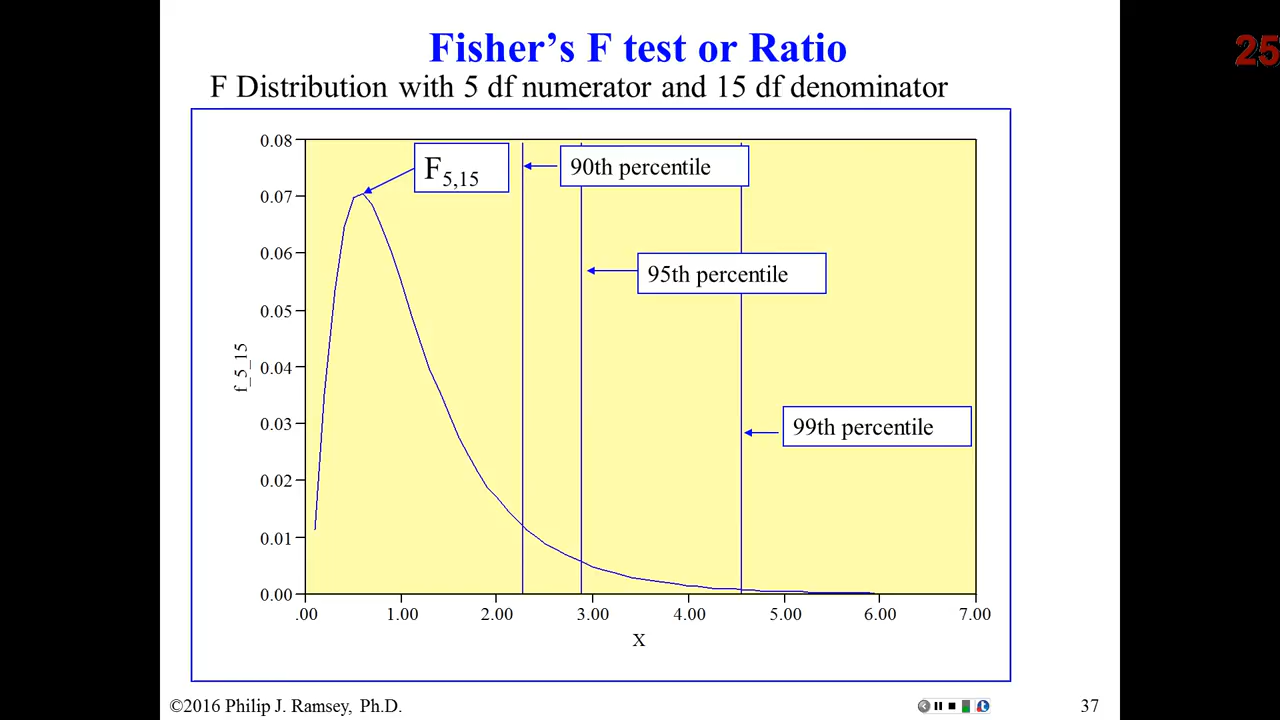 Fisher's F test or Ratio
25
F Distribution with 5 df numerator and 15 df denominator
0.08
0.07
0.06
0.05
0.04
0.03
0.02
0.01
0.00
f_5_15
F5,15
90th percentile
95th percentile
99th percentile
.00 1.00 2.00 3.00 4.00 5.00 6.00 7.00
X
©2016 Philip J. Ramsey, Ph.D.
37